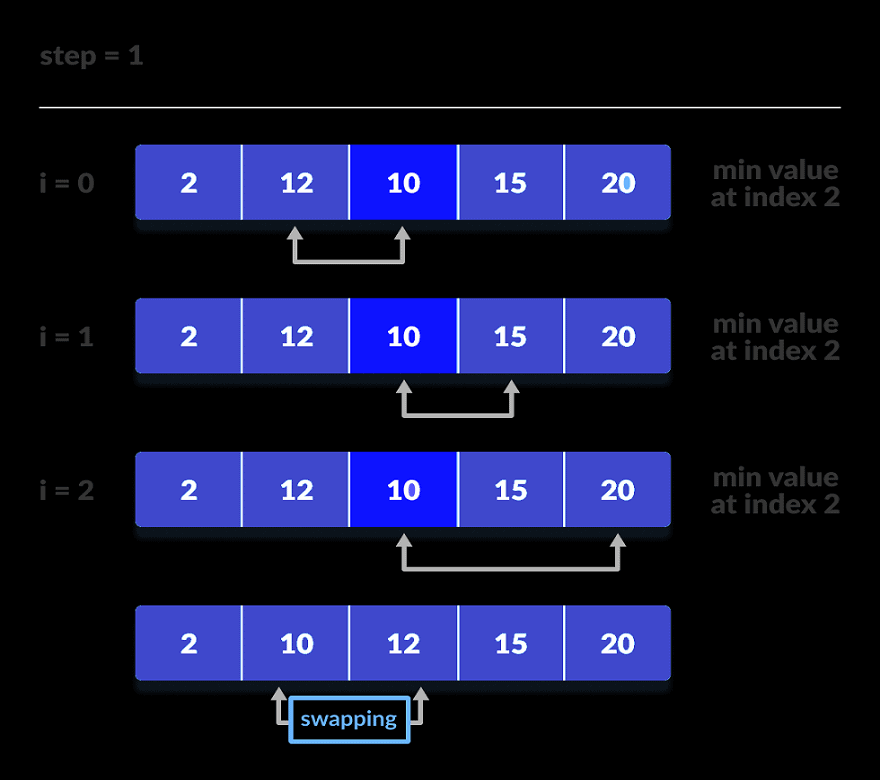 step = 1
i = 0 2 12 10 15 20 min value
at index 2
i = 1 2 12 10 15 20 min value
at index 2
i = 2 2 12 10 15 20 min value
at index 2
2 10 12 15 20
swapping